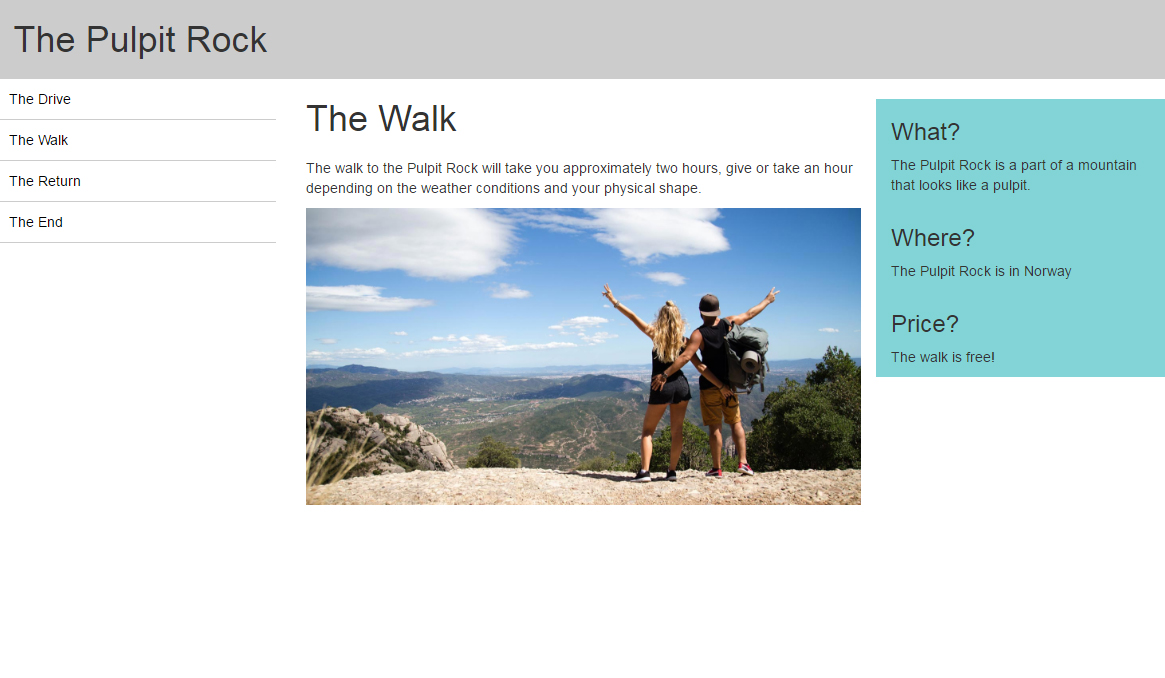 The Pulpit Rock
The Drive
The Walk
The Return
The End
The Walk
The walk to the Pulpit Rock will take you approximately two hours, give or take an hour
depending on the weather conditions and your physical shape.
What?
The Pulpit Rock is a part of a mountain
that looks like a pulpit.
Where?
The Pulpit Rock is in Norway
Price?
The walk is free!